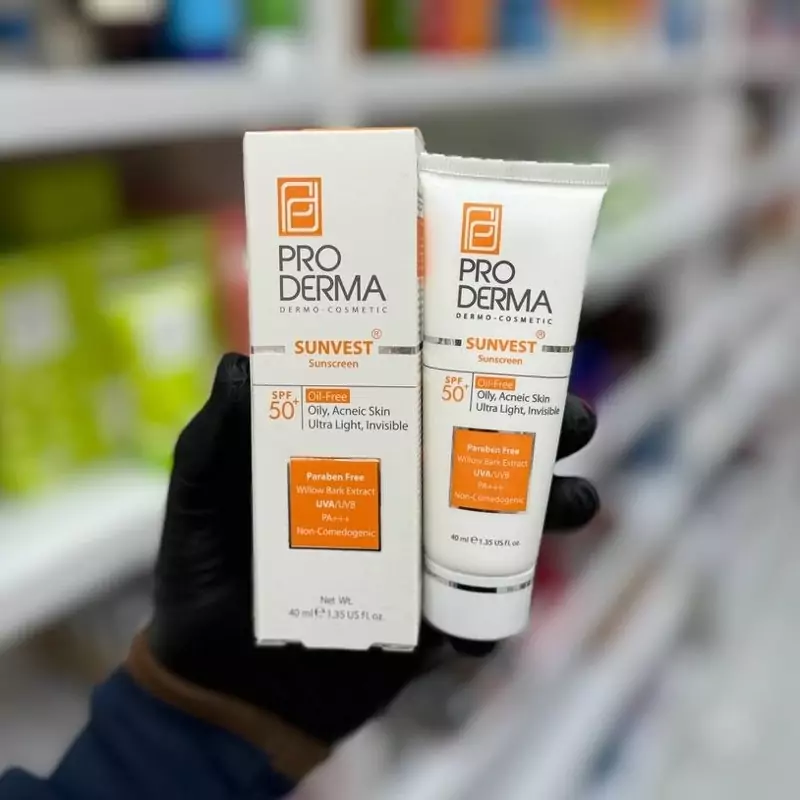 PRO
DERMA
DERMO-COSMETIC
SUNVEST®
Sunscreen
SPF
50+
Oil-Free
Oily, Acneic Skin
Ultra Light, Invisible
Paraben Free
Willow Bark Extract
UVA/UVB
PA+++
Non-Comedogenic
Net Wt.
40 ml ℮ 1.35 US fl. oz.
PRO
DERMA
DERMO-COSMETIC
SUNVEST®
Sunscreen
SPF
50+
Oil-Free
Oily, Acneic Skin
Ultra Light, Invisible
Paraben Free
Willow Bark Extract
UVA/UVB
PA+++
Non-Comedogenic
40 ml ℮ 1.35 US fl. oz.